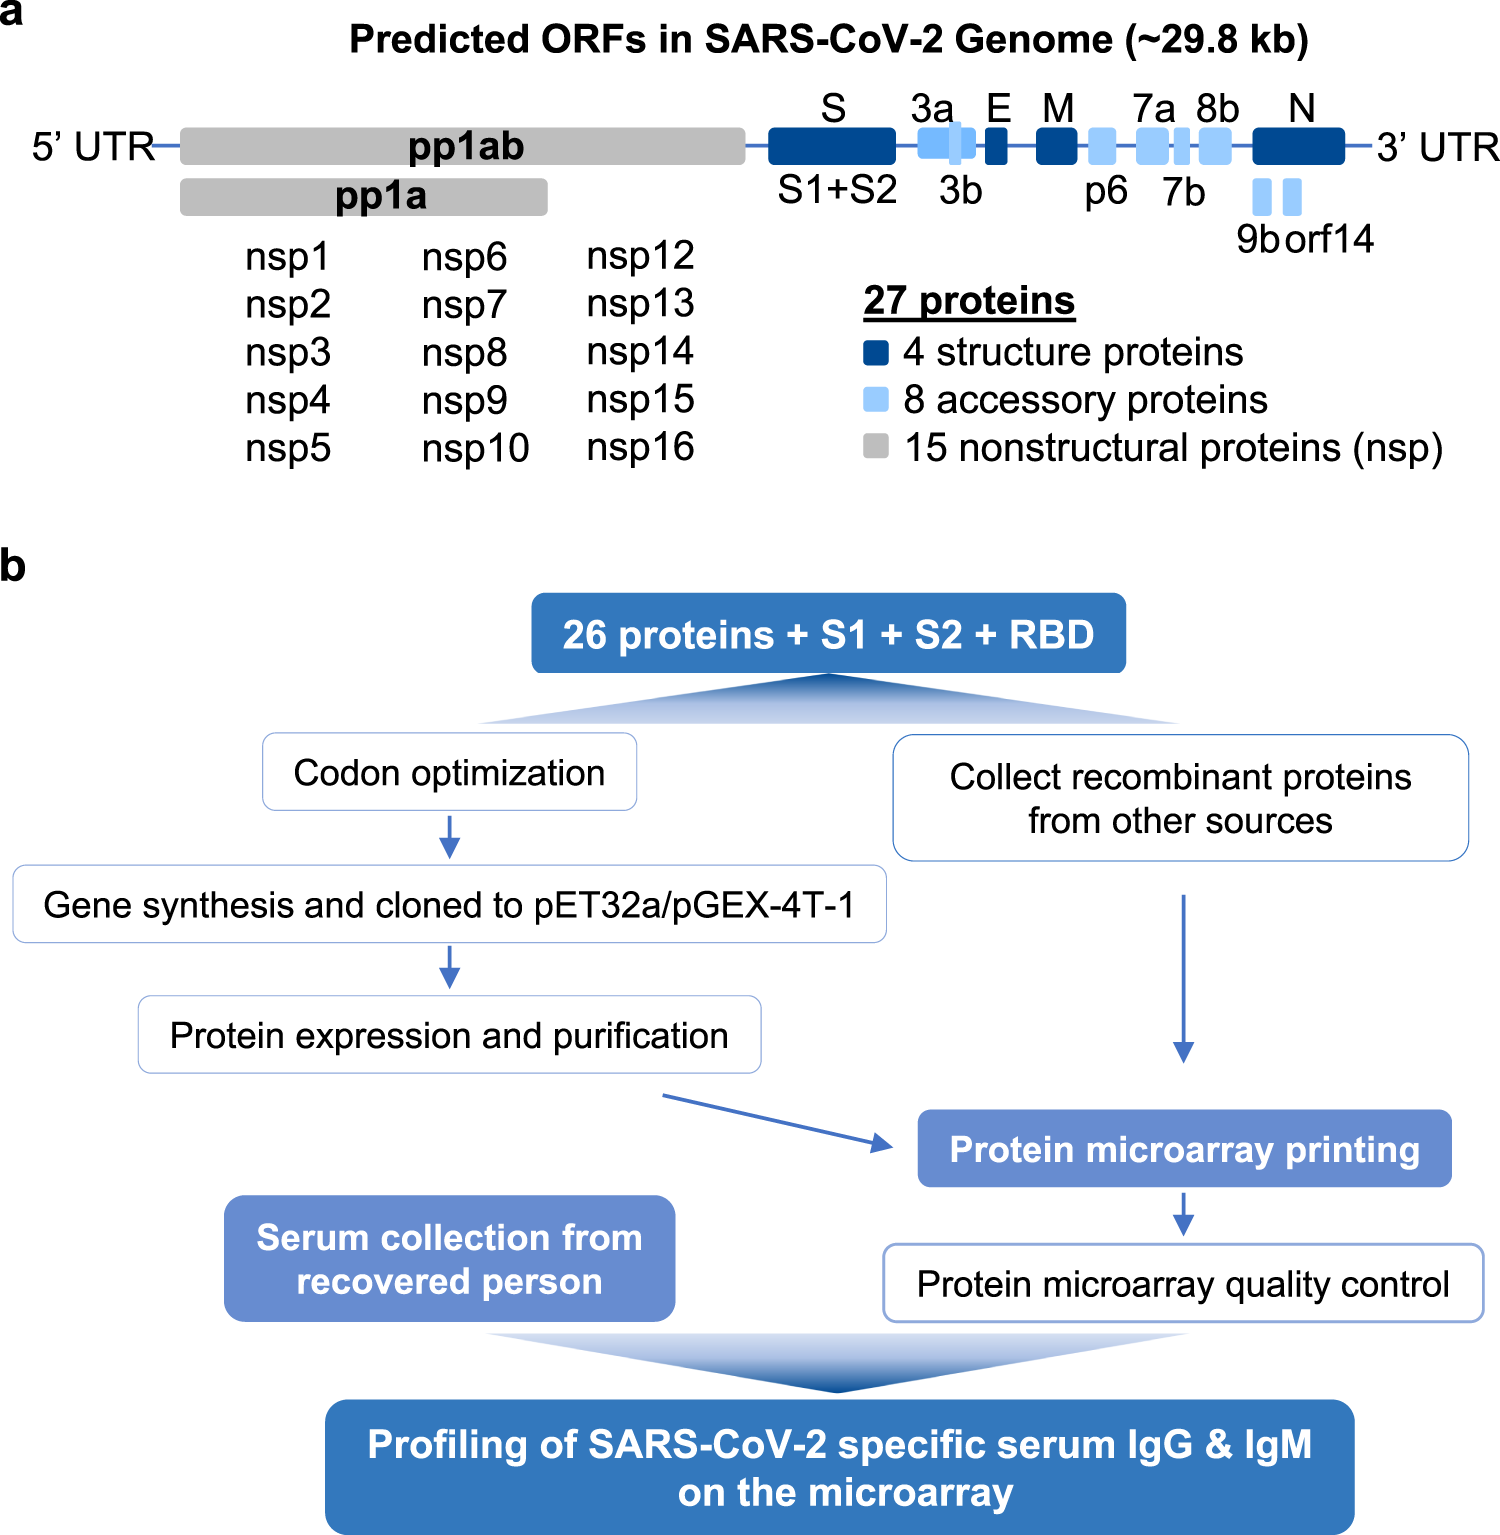 a
Predicted ORFs in SARS-CoV-2 Genome (~29.8 kb)
S 3a E M 7a 8b N
5’ UTR pp1ab 3’ UTR
pp1a S1+S2 3b p6 7b
9b orf14
nsp1 nsp6 nsp12
nsp2 nsp7 nsp13
nsp3 nsp8 nsp14
nsp4 nsp9 nsp15
nsp5 nsp10 nsp16
27 proteins
4 structure proteins
8 accessory proteins
15 nonstructural proteins (nsp)
b
26 proteins + S1 + S2 + RBD
Codon optimization
Gene synthesis and cloned to pET32a/pGEX-4T-1
Protein expression and purification
Collect recombinant proteins
from other sources
Protein microarray printing
Protein microarray quality control
Serum collection from
recovered person
Profiling of SARS-CoV-2 specific serum IgG & IgM
on the microarray